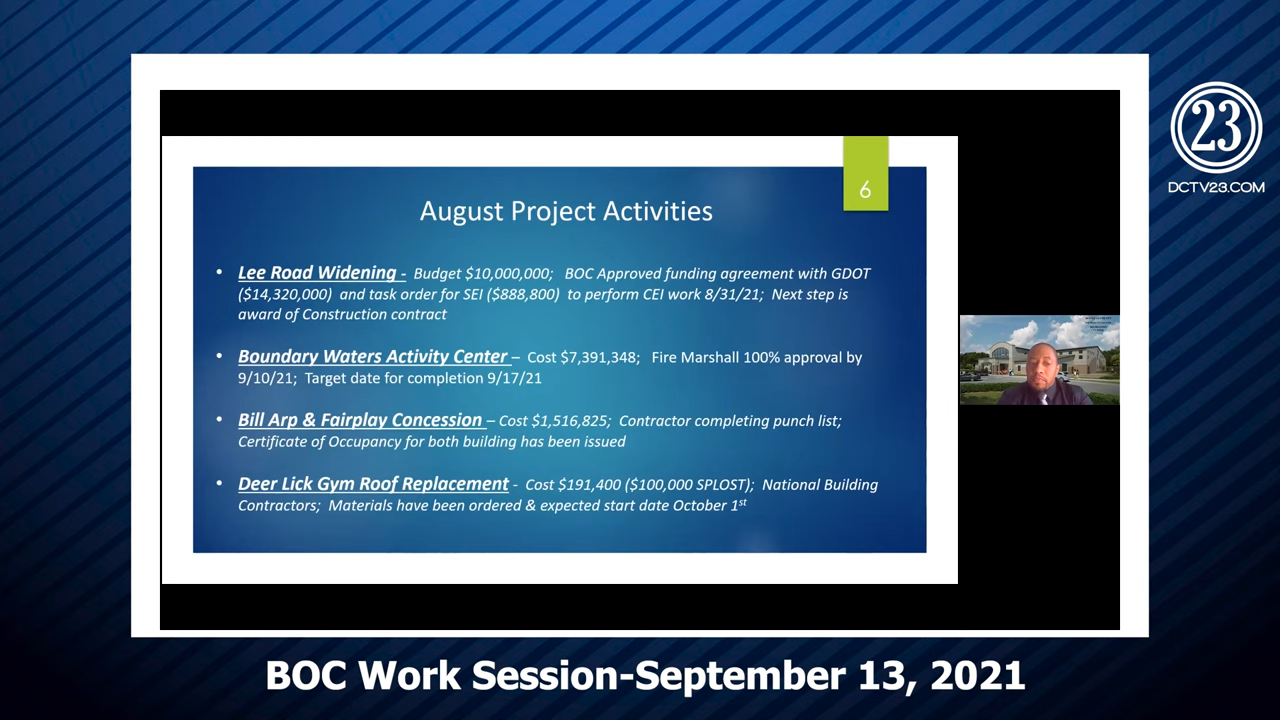 23
DCTV23.COM
6
August Project Activities
• Lee Road Widening - Budget $10,000,000; BOC Approved funding agreement with GDOT
($14,320,000) and task order for SEI ($888,800) to perform CEI work 8/31/21; Next step is
award of Construction contract
• Boundary Waters Activity Center – Cost $7,391,348; Fire Marshall 100% approval by
9/10/21; Target date for completion 9/17/21
• Bill Arp & Fairplay Concession – Cost $1,516,825; Contractor completing punch list;
Certificate of Occupancy for both building has been issued
• Deer Lick Gym Roof Replacement - Cost $191,400 ($100,000 SPLOST); National Building
Contractors; Materials have been ordered & expected start date October 1st
BOC Work Session-September 13, 2021